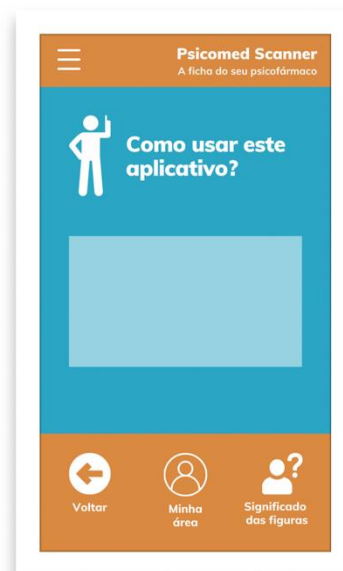 Psicomed Scanner
A ficha do seu psicofármaco
Como usar este
aplicativo?
Voltar
Minha
área
Significado
das figuras